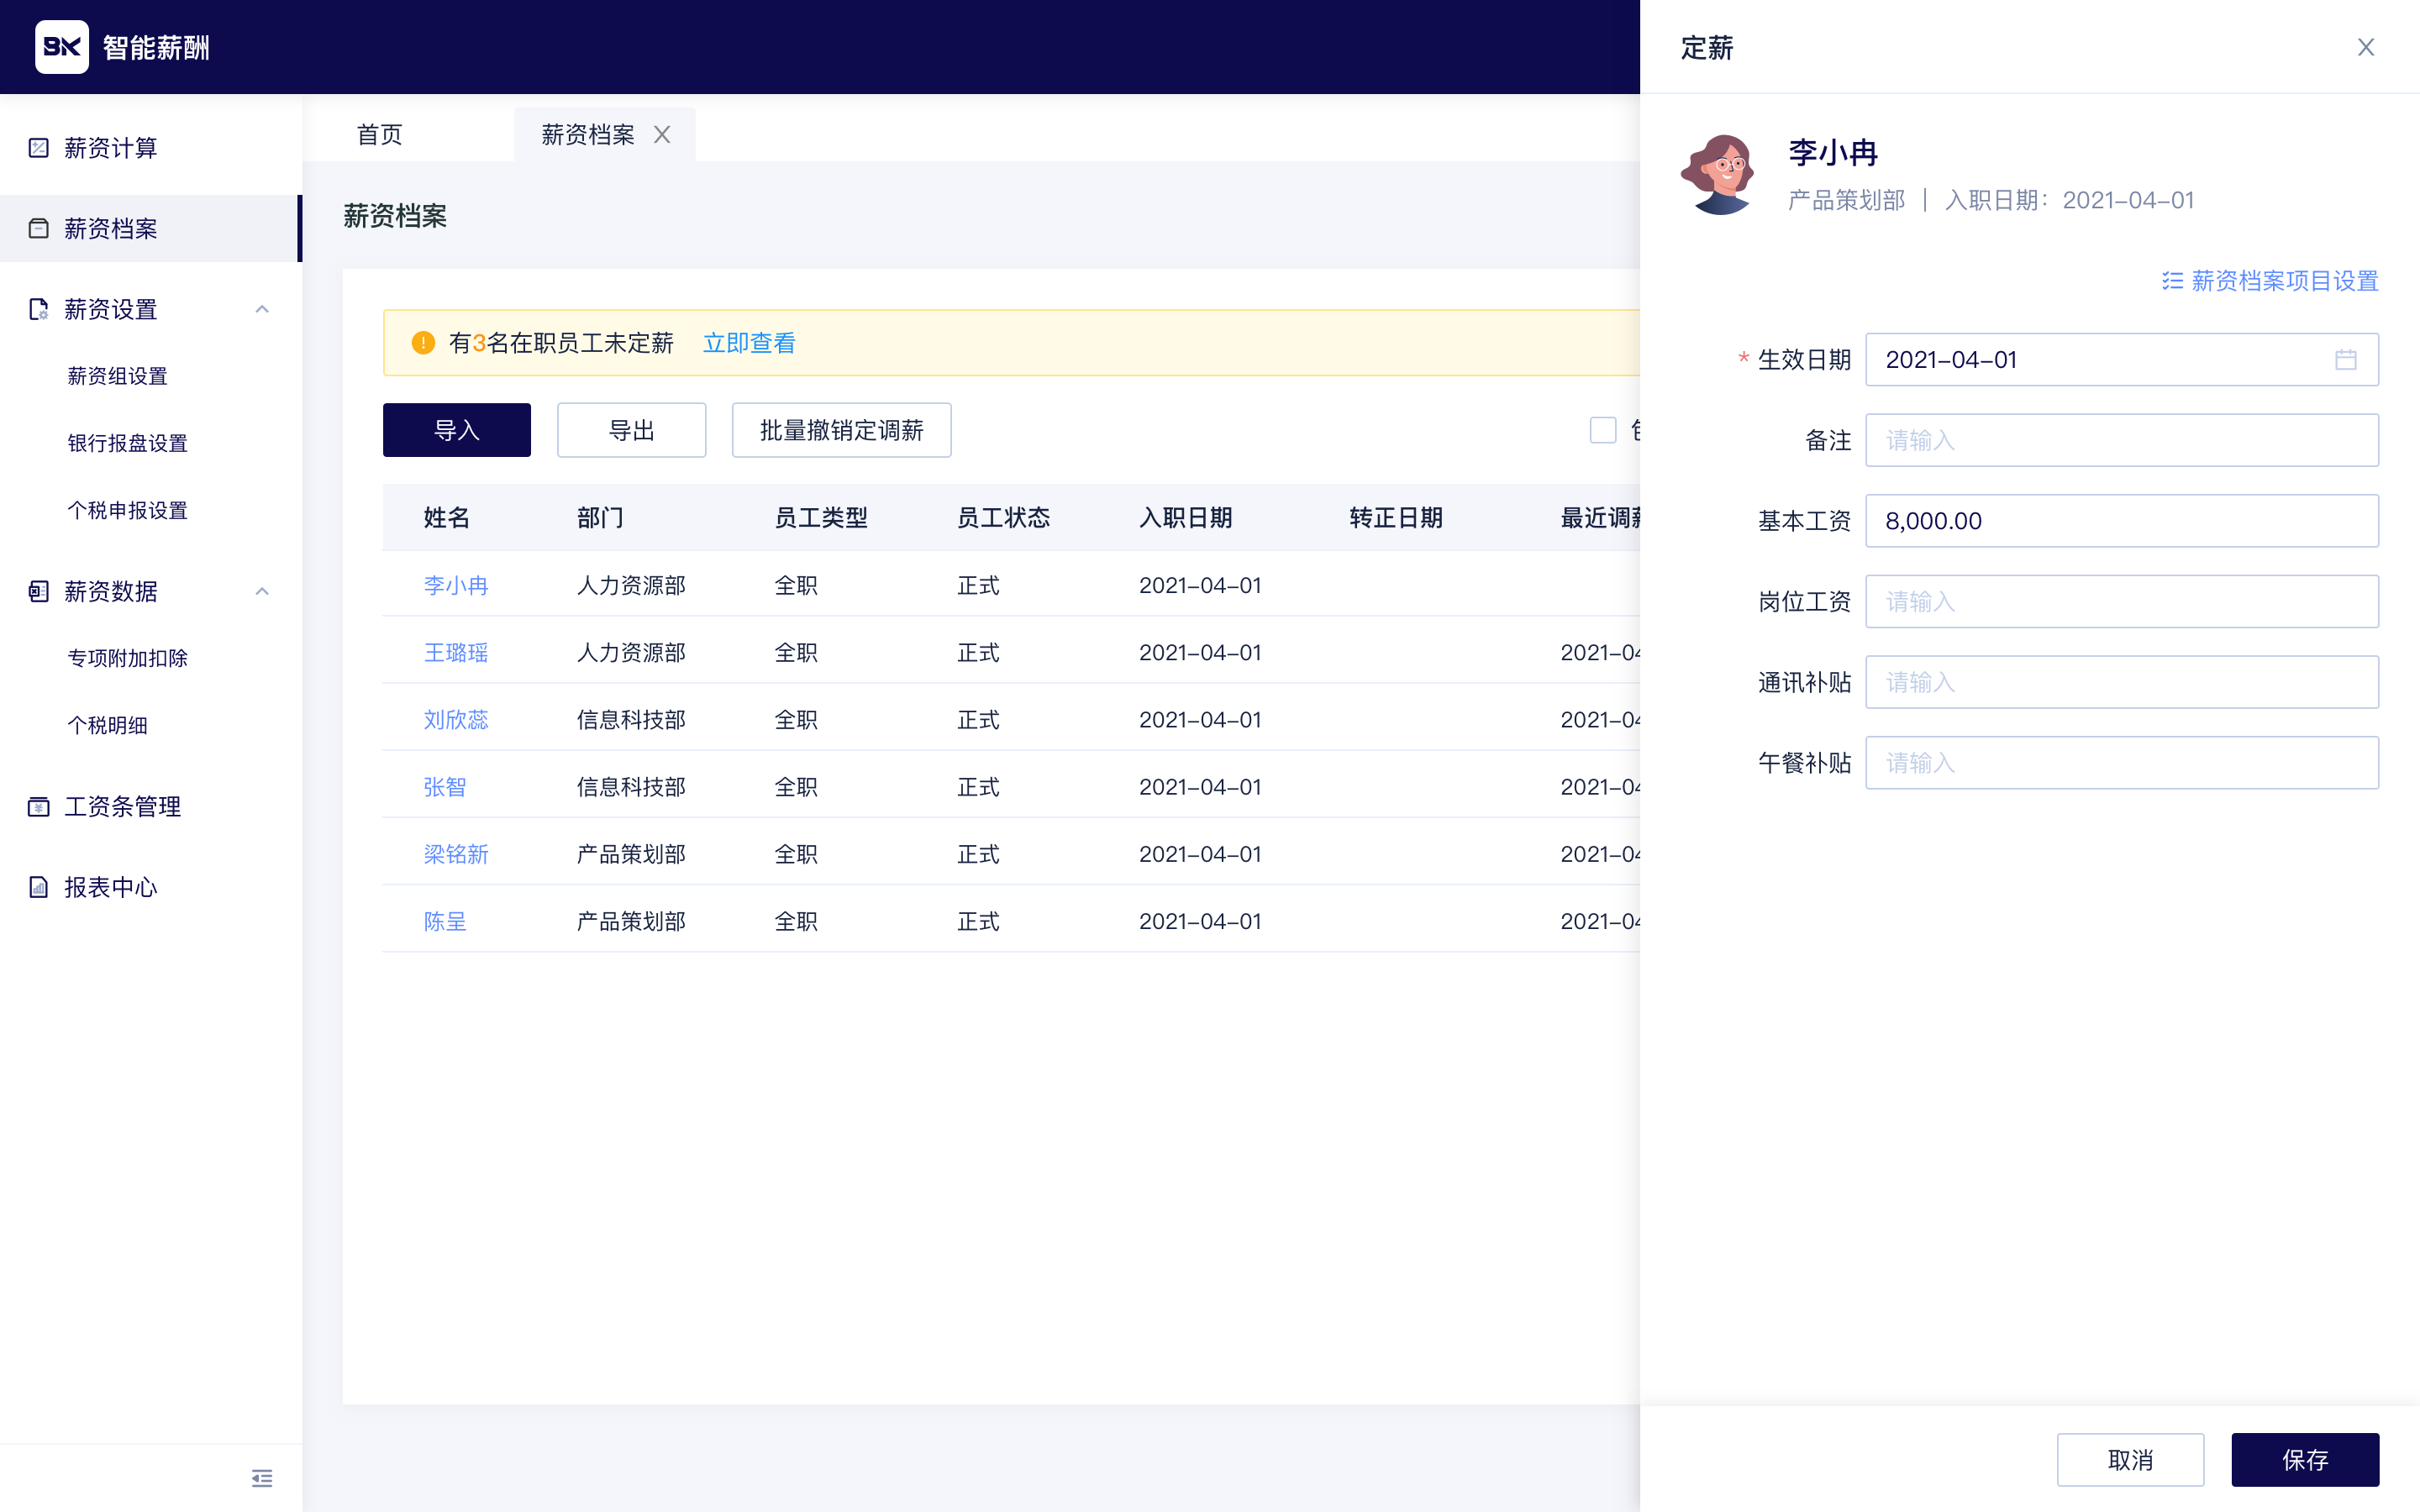 BK 智能薪酬
薪资计算
薪资档案
薪资设置
薪资组设置
银行报盘设置
个税申报设置
薪资数据
专项附加扣除
个税明细
工资条管理
报表中心
首页
薪资档案
薪资档案
有3名在职员工未定薪 立即查看
导入 导出 批量撤销定调薪
姓名 部门 员工类型 员工状态 入职日期 转正日期 最近调
李小冉 人力资源部 全职 正式 2021-04-01
王璐瑶 人力资源部 全职 正式 2021-04-01 2021-04
刘欣蕊 信息科技部 全职 正式 2021-04-01 2021-04
张智 信息科技部 全职 正式 2021-04-01 2021-04
梁铭新 产品策划部 全职 正式 2021-04-01 2021-04
陈呈 产品策划部 全职 正式 2021-04-01 2021-04
定薪
李小冉
产品策划部 | 入职日期：2021-04-01
薪资档案项目设置
* 生效日期 2021-04-01
备注 请输入
基本工资 8,000.00
岗位工资 请输入
通讯补贴 请输入
午餐补贴 请输入
取消 保存